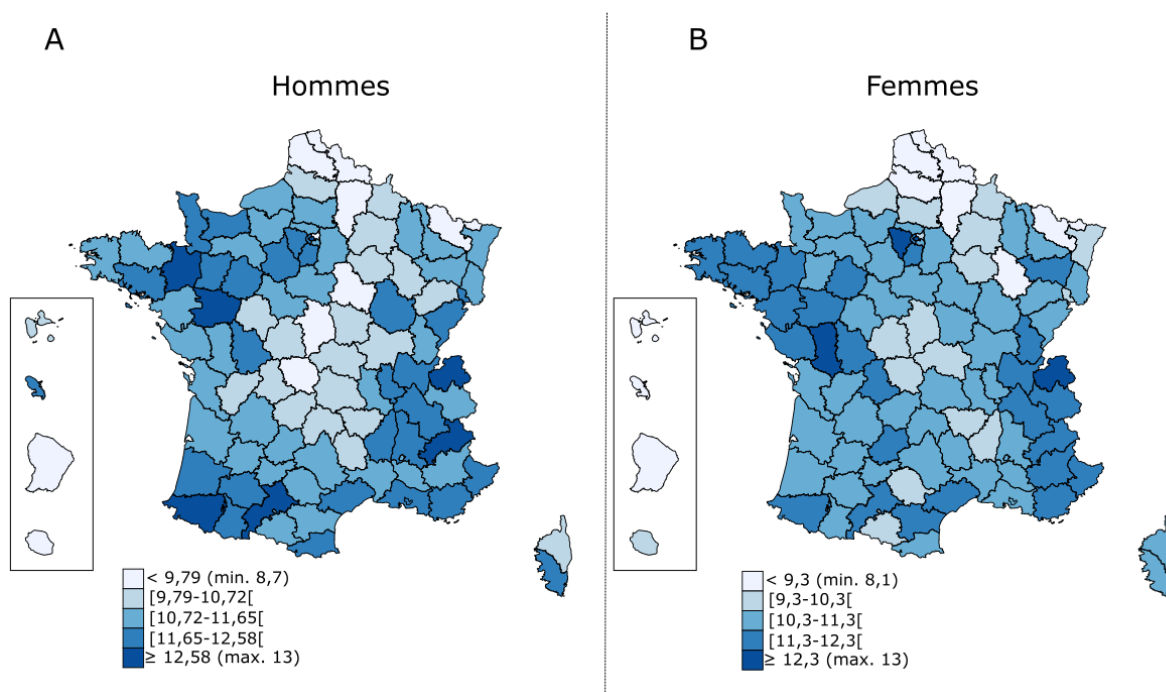 A
Hommes
< 9,79 (min. 8,7)
[9,79-10,72[
[10,72-11,65[
[11,65-12,58[
≥ 12,58 (max. 13)
B
Femmes
< 9,3 (min. 8,1)
[9,3-10,3[
[10,3-11,3[
[11,3-12,3[
≥ 12,3 (max. 13)